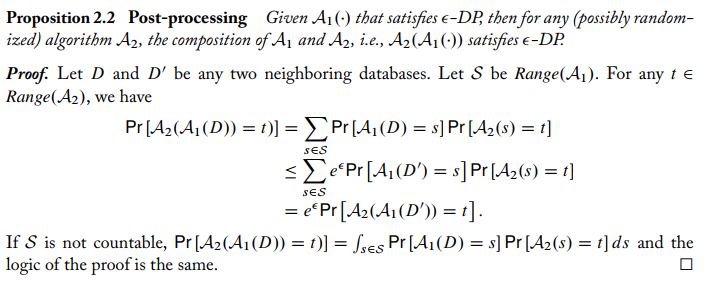 Proposition 2.2 Post-processing Given 𝒜₁(·) that satisfies ϵ-DP, then for any (possibly random-
ized) algorithm 𝒜₂, the composition of 𝒜₁ and 𝒜₂, i.e., 𝒜₂(𝒜₁(·)) satisfies ϵ-DP.
Proof. Let D and D′ be any two neighboring databases. Let 𝒮 be Range(𝒜₁). For any t ∈
Range(𝒜₂), we have
Pr[𝒜₂(𝒜₁(D)) = t)] = ∑_{s∈𝒮} Pr[𝒜₁(D) = s] Pr[𝒜₂(s) = t]
≤ ∑_{s∈𝒮} e^ϵ Pr[𝒜₁(D′) = s] Pr[𝒜₂(s) = t]
= e^ϵ Pr[𝒜₂(𝒜₁(D′)) = t].
If 𝒮 is not countable, Pr[𝒜₂(𝒜₁(D)) = t)] = ∫_{s∈𝒮} Pr[𝒜₁(D) = s] Pr[𝒜₂(s) = t] ds and the
logic of the proof is the same. □